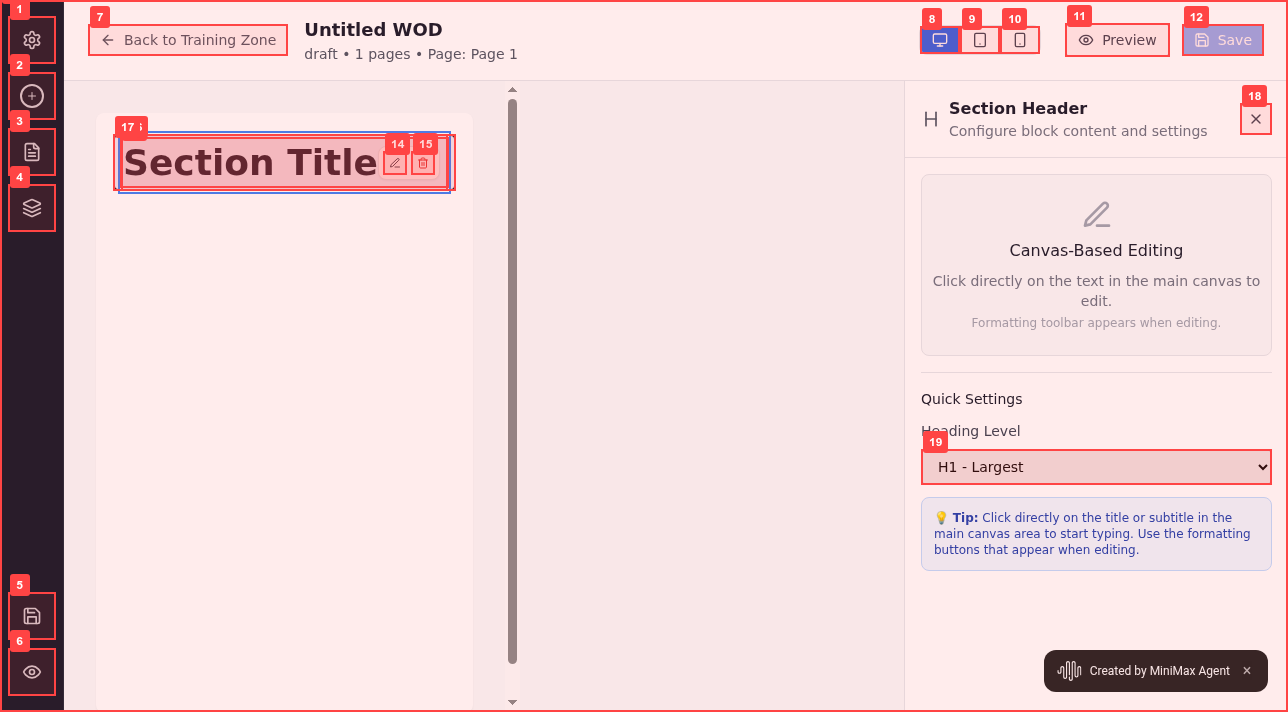 1
2
3
4
5
6
7
Back to Training Zone
Untitled WOD
draft • 1 pages • Page: Page 1
8
9
10
11
Preview
12
Save
17
Section Title
14
15
Section Header
Configure block content and settings
18
Canvas-Based Editing
Click directly on the text in the main canvas to
edit.
Formatting toolbar appears when editing.
Quick Settings
Heading Level
19
H1 - Largest
💡 Tip: Click directly on the title or subtitle in the
main canvas area to start typing. Use the formatting
buttons that appear when editing.
Created by MiniMax Agent